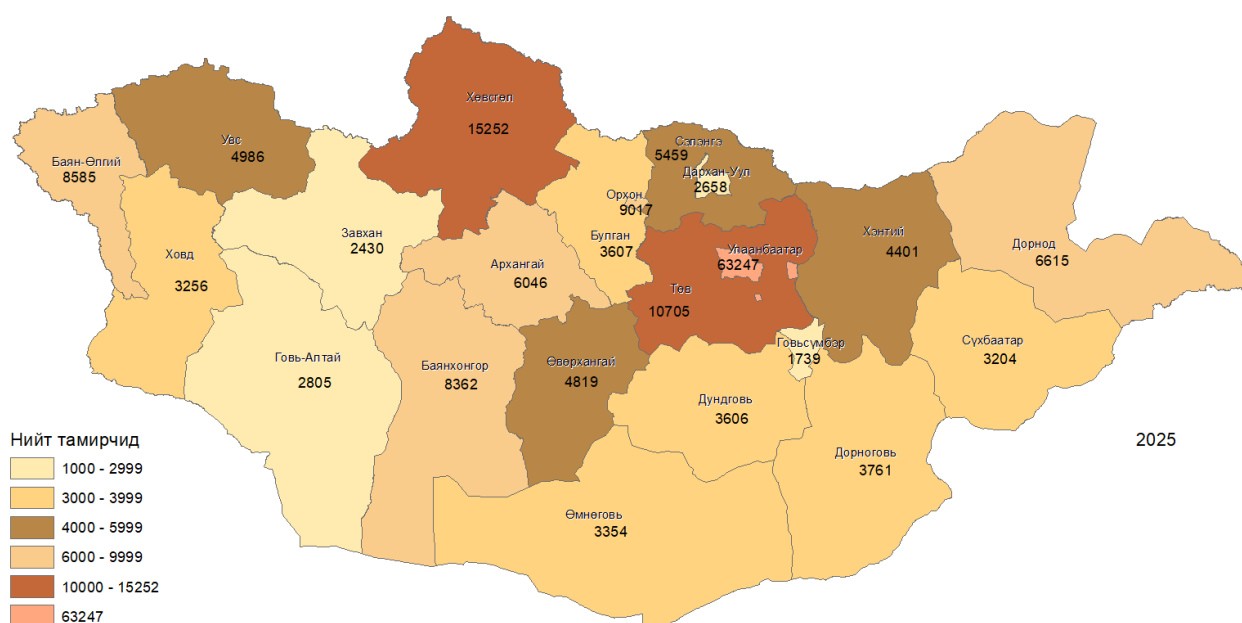 Хөвсгөл
15252
Увс
4986
Баян-Өлгий
8585
Сэлэнгэ
5459
Дархан-Уул
2658
Орхон
9017
Завхан
2430
Булган
3607
Хэнтий
4401
Улаанбаатар
63247
Дорнод
6615
Ховд
3256
Архангай
6046
Төв
10705
Говь-Алтай
2805
Баянхонгор
8362
Өвөрхангай
4819
Говьсүмбэр
1739
Сүхбаатар
3204
Дундговь
3606
Дорноговь
3761
Өмнөговь
3354
2025
Нийт тамирчид
1000 - 2999
3000 - 3999
4000 - 5999
6000 - 9999
10000 - 15252
63247